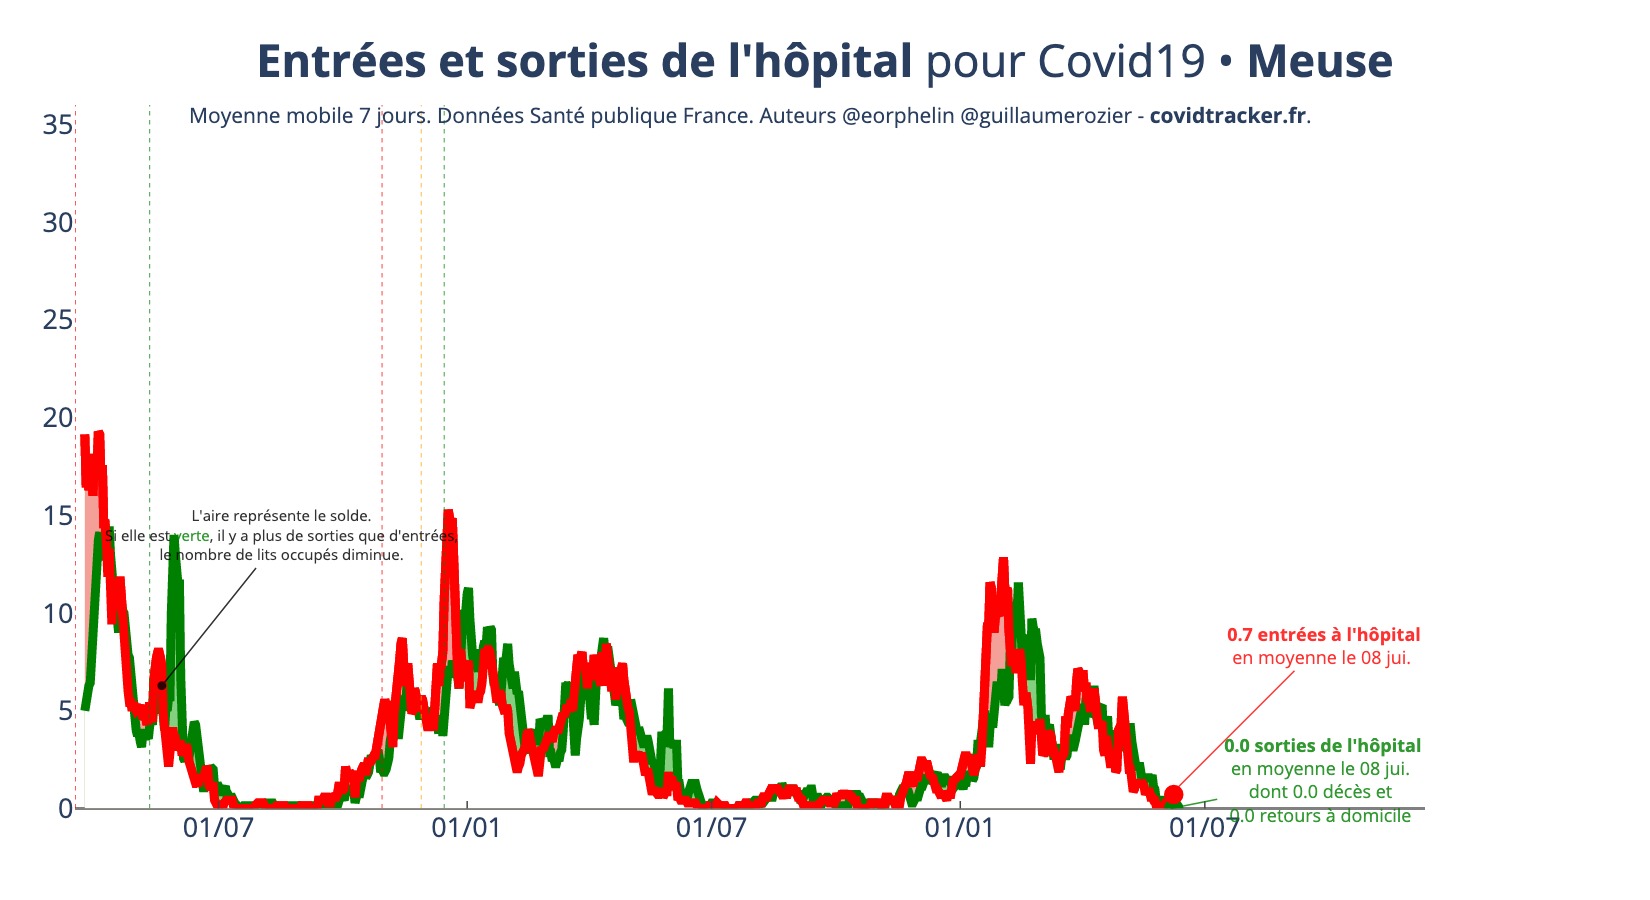 Entrées et sorties de l'hôpital pour Covid19 • Meuse
Moyenne mobile 7 jours. Données Santé publique France. Auteurs @eorphelin @guillaumerozier - covidtracker.fr.
35
30
25
20
15
10
5
0
L'aire représente le solde.
Si elle est verte, il y a plus de sorties que d'entrées,
le nombre de lits occupés diminue.
0.7 entrées à l'hôpital
en moyenne le 08 jui.
0.0 sorties de l'hôpital
en moyenne le 08 jui.
dont 0.0 décès et
0.0 retours à domicile
01/07
01/01
01/07
01/01
01/07